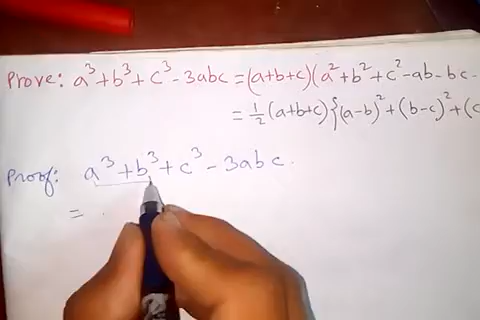 Prove: a³+b³+c³-3abc=(a+b+c)(a²+b²+c²-ab-bc-
=½(a+b+c){(a-b)²+(b-c)²+(c
Proof: a³+b³+c³-3abc.
=